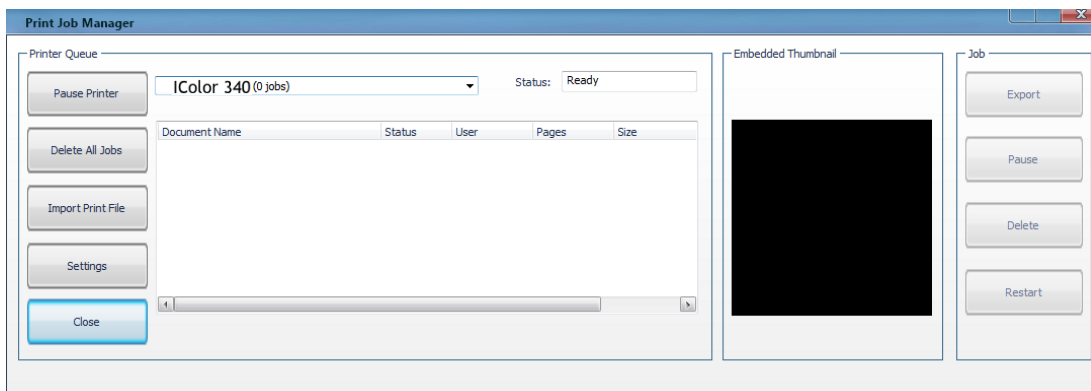 Print Job Manager
Printer Queue
Embedded Thumbnail
Job
Pause Printer
IColor 340 (0 jobs)
Status: Ready
Export
Document Name Status User Pages Size
Delete All Jobs
Pause
Import Print File
Delete
Settings
Restart
Close